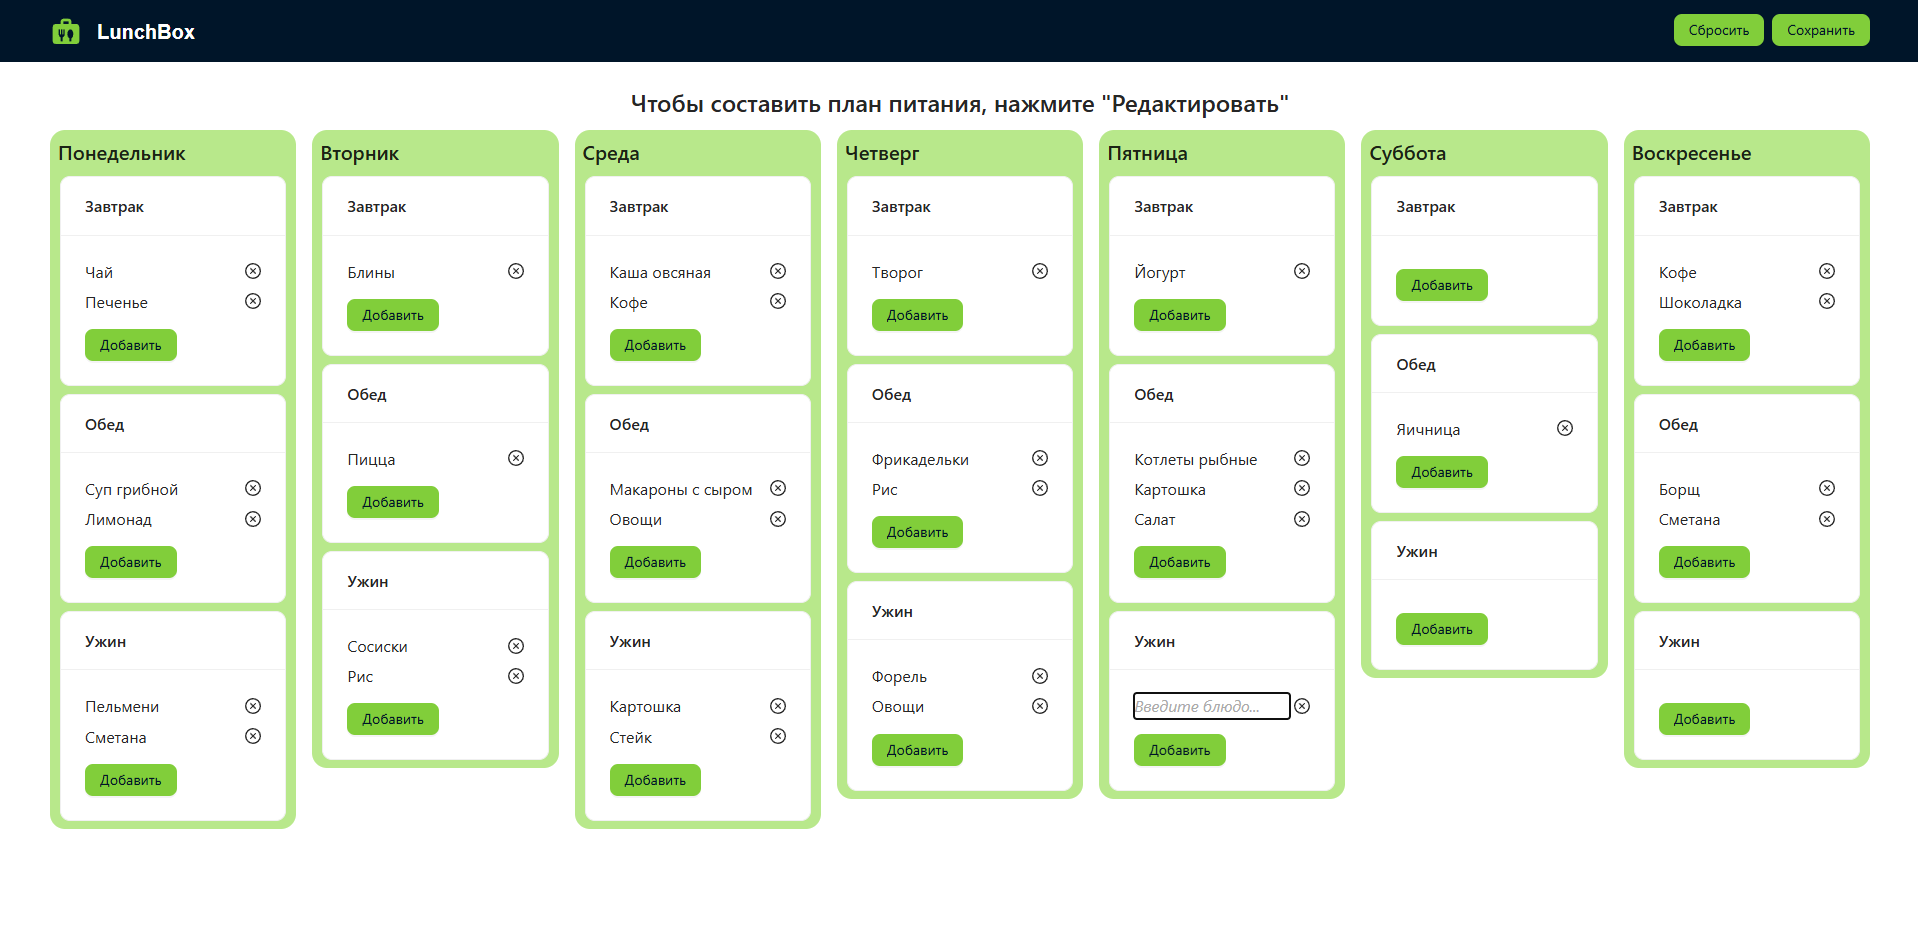 LunchBox
Сбросить
Сохранить
Чтобы составить план питания, нажмите "Редактировать"
Понедельник
Завтрак
Чай
Печенье
Добавить
Обед
Суп грибной
Лимонад
Добавить
Ужин
Пельмени
Сметана
Добавить
Вторник
Завтрак
Блины
Добавить
Обед
Пицца
Добавить
Ужин
Сосиски
Рис
Добавить
Среда
Завтрак
Каша овсяная
Кофе
Добавить
Обед
Макароны с сыром
Овощи
Добавить
Ужин
Картошка
Стейк
Добавить
Четверг
Завтрак
Творог
Добавить
Обед
Фрикадельки
Рис
Добавить
Ужин
Форель
Овощи
Добавить
Пятница
Завтрак
Йогурт
Добавить
Обед
Котлеты рыбные
Картошка
Салат
Добавить
Ужин
Введите блюдо...
Добавить
Суббота
Завтрак
Добавить
Обед
Яичница
Добавить
Ужин
Добавить
Воскресенье
Завтрак
Кофе
Шоколадка
Добавить
Обед
Борщ
Сметана
Добавить
Ужин
Добавить